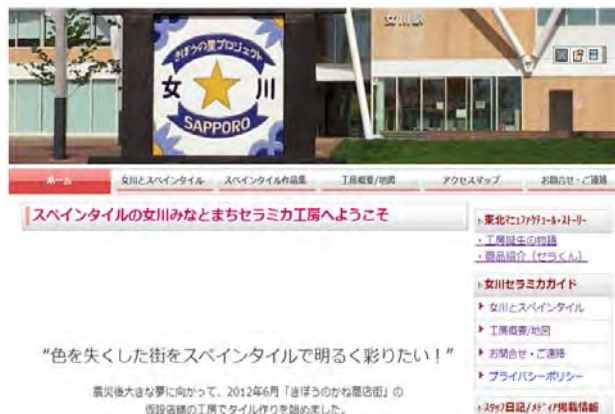 女川駅
きぼうの星プロジェクト
女 川
SAPPORO
ホーム
女川とスペインタイル
スペインタイル作品集
工房概要/地図
アクセスマップ
お問合せ・ご連絡
スペインタイルの女川みなとまちセラミカ工房へようこそ
"色を失くした街をスペインタイルで明るく彩りたい！"
震災後大きな夢に向かって、2012年6月「きぼうのかね商店街」の
仮設店舗の工房でタイル作りを始めました。
東北マニュファクチュール・ストーリー
・工房誕生の物語
・商品紹介（セラくん）
女川セラミカガイド
女川とスペインタイル
工房概要/地図
お問合せ・ご連絡
プライバシーポリシー
スタッフ日記/メディア掲載情報